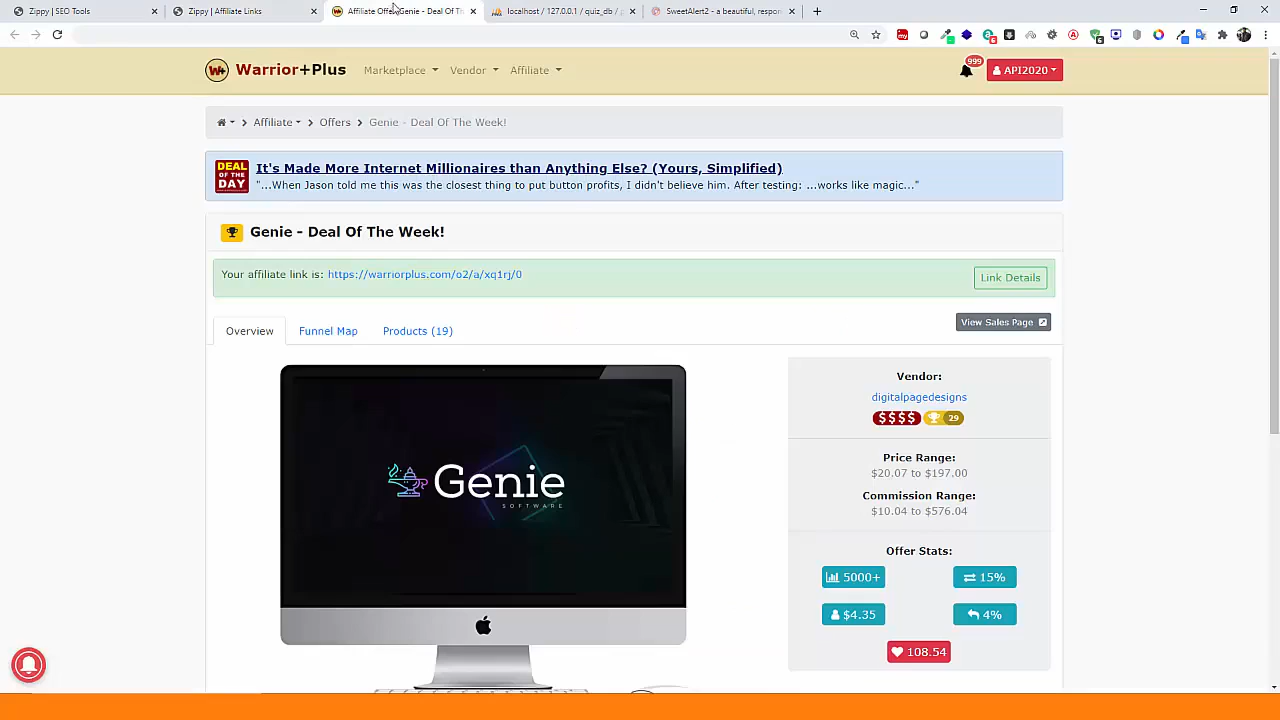 Zippy | SEO Tools
Zippy | Affiliate Links
Affiliate Offer Genie - Deal Of Th
localhost / 127.0.0.1 / quiz_db / p
SweetAlert2 - a beautiful, respon
Warrior+Plus
Marketplace
Vendor
Affiliate
999
API2020
Affiliate
Offers
Genie - Deal Of The Week!
DEAL
OF THE
DAY
It's Made More Internet Millionaires than Anything Else? (Yours, Simplified)
"...When Jason told me this was the closest thing to put button profits, I didn't believe him. After testing: ...works like magic..."
Genie - Deal Of The Week!
Your affiliate link is: https://warriorplus.com/o2/a/xq1rj/0
Link Details
Overview
Funnel Map
Products (19)
View Sales Page
Genie
SOFTWARE
Vendor:
digitalpagedesigns
$$$$
29
Price Range:
$20.07 to $197.00
Commission Range:
$10.04 to $576.04
Offer Stats:
5000+
15%
$4.35
4%
108.54